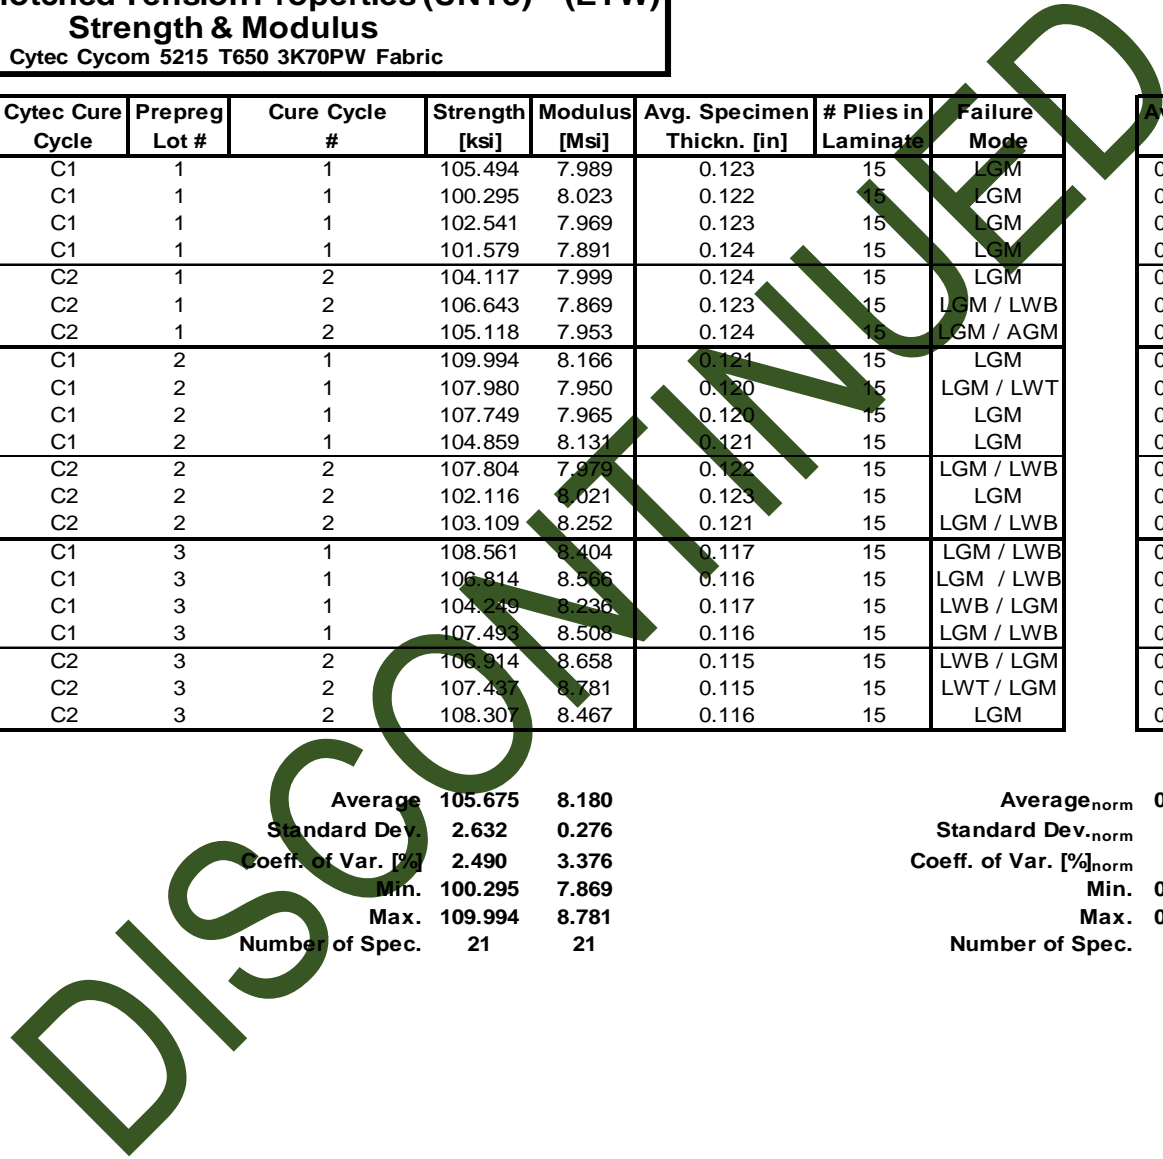 Tension Properties (UNT3) -- (ETW)
Strength & Modulus
Cytec Cycom 5215 T650 3K70PW Fabric
Cytec Cure Prepreg Cure Cycle Strength Modulus Avg. Specimen # Plies in Failure
Cycle Lot # # [ksi] [Msi] Thickn. [in] Laminate Mode
C1 1 1 105.494 7.989 0.123 15 LGM
C1 1 1 100.295 8.023 0.122 15 LGM
C1 1 1 102.541 7.969 0.123 15 LGM
C1 1 1 101.579 7.891 0.124 15 LGM
C2 1 2 104.117 7.999 0.124 15 LGM
C2 1 2 106.643 7.869 0.123 15 LGM / LWB
C2 1 2 105.118 7.953 0.124 15 LGM / AGM
C1 2 1 109.994 8.166 0.121 15 LGM
C1 2 1 107.980 7.950 0.120 15 LGM / LWT
C1 2 1 107.749 7.965 0.120 15 LGM
C1 2 1 104.859 8.131 0.121 15 LGM
C2 2 2 107.804 7.979 0.122 15 LGM / LWB
C2 2 2 102.116 8.021 0.123 15 LGM
C2 2 2 103.109 8.252 0.121 15 LGM / LWB
C1 3 1 108.561 8.404 0.117 15 LGM / LWB
C1 3 1 106.814 8.566 0.116 15 LGM / LWB
C1 3 1 104.249 8.236 0.117 15 LWB / LGM
C1 3 1 107.493 8.508 0.116 15 LGM / LWB
C2 3 2 106.914 8.658 0.115 15 LWB / LGM
C2 3 2 107.437 8.781 0.115 15 LWT / LGM
C2 3 2 108.307 8.467 0.116 15 LGM
Average 105.675 8.180 Average norm
Standard Dev. 2.632 0.276 Standard Dev. norm
Coeff. of Var. [%] 2.490 3.376 Coeff. of Var. [%] norm
Min. 100.295 7.869 Min.
Max. 109.994 8.781 Max.
Number of Spec. 21 21 Number of Spec.
DISCONTINUED